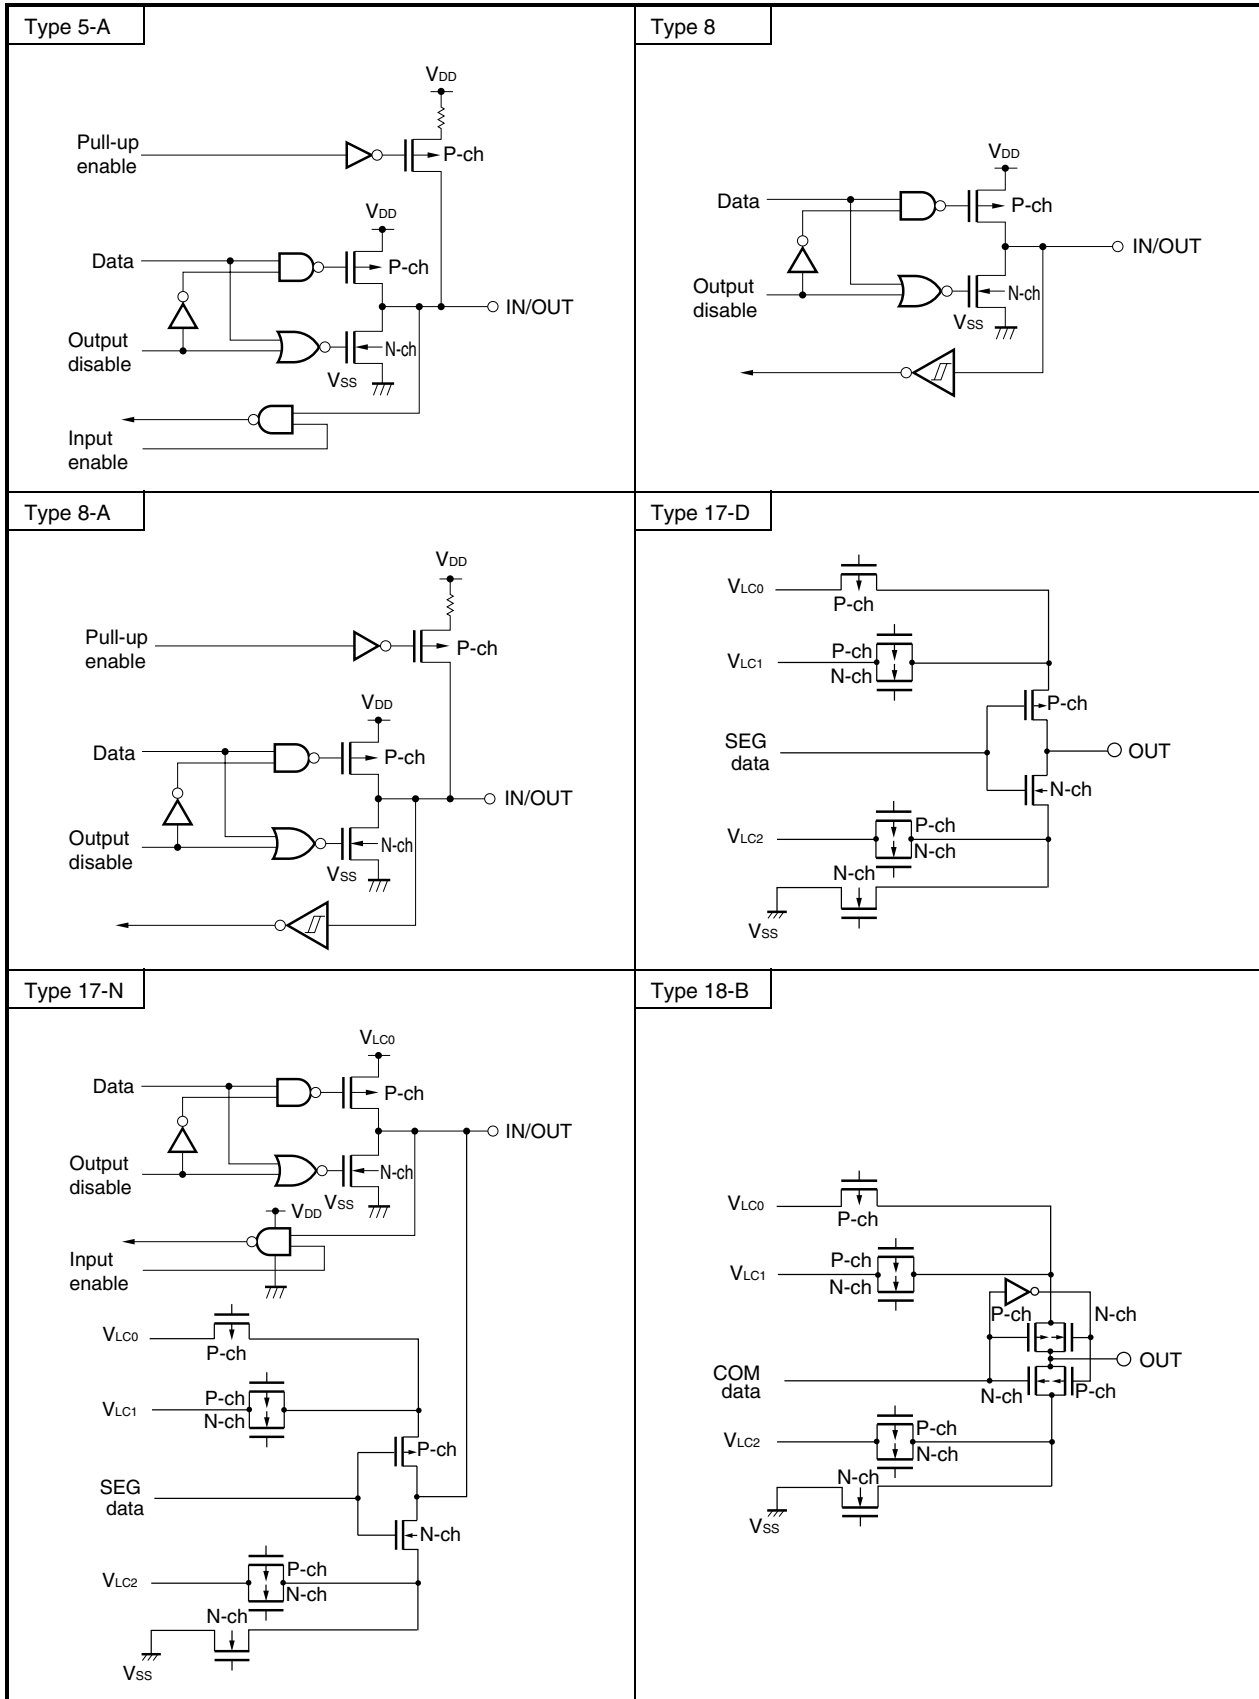 Type 5-A
VDD
Pull-up
enable
P-ch
VDD
Data
P-ch
IN/OUT
Output
disable
N-ch
VSS
Input
enable
Type 8
VDD
Data
P-ch
IN/OUT
Output
disable
N-ch
VSS
Type 8-A
VDD
Pull-up
enable
P-ch
VDD
Data
P-ch
IN/OUT
Output
disable
N-ch
VSS
Type 17-D
VLC0
P-ch
VLC1
P-ch
N-ch
P-ch
SEG
data
OUT
N-ch
VLC2
P-ch
N-ch
N-ch
VSS
Type 17-N
VLC0
Data
P-ch
IN/OUT
Output
disable
N-ch
VSS
VDD
Input
enable
VLC0
P-ch
VLC1
P-ch
N-ch
P-ch
SEG
data
N-ch
VLC2
P-ch
N-ch
N-ch
VSS
Type 18-B
VLC0
P-ch
VLC1
P-ch
N-ch
P-ch
N-ch
OUT
COM
data
N-ch
P-ch
VLC2
P-ch
N-ch
N-ch
VSS